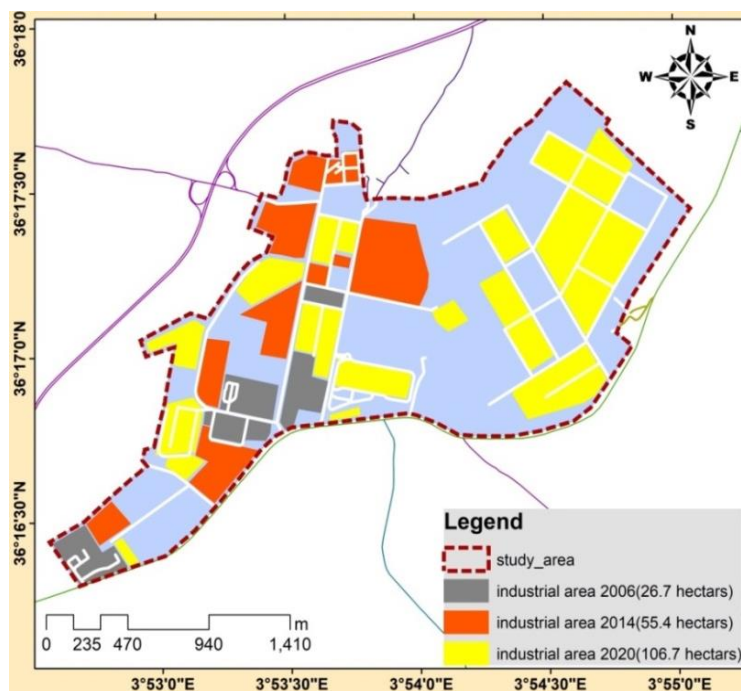 36°18'0
N
W E
S
36°17'30"N
36°17'0"N
36°16'30"N
Legend
study_area
industrial area 2006(26.7 hectars)
industrial area 2014(55.4 hectars)
industrial area 2020(106.7 hectars)
m
0 235 470 940 1,410
3°53'0"E 3°53'30"E 3°54'0"E 3°54'30"E 3°55'0"E